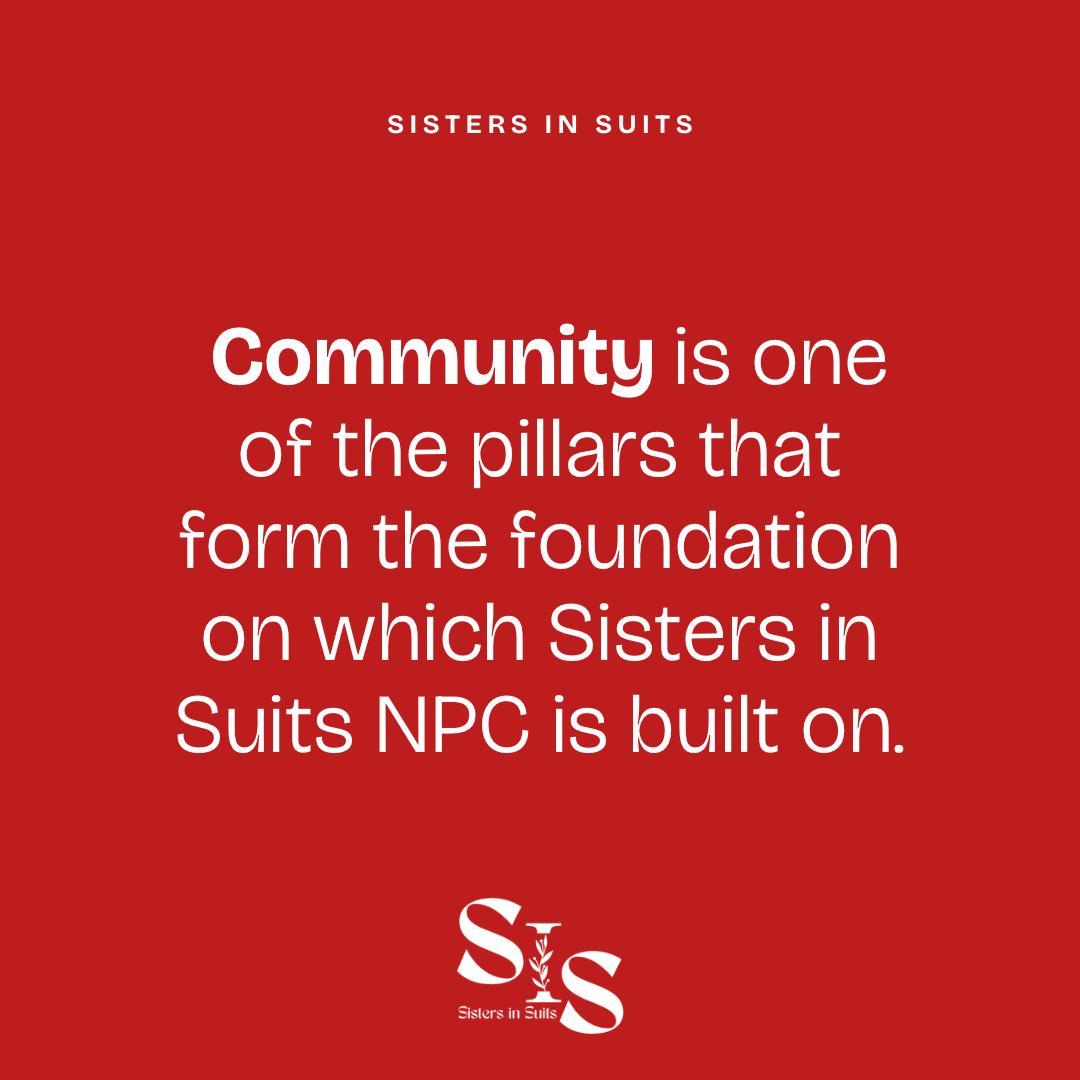 SISTERS IN SUITS
Community is one
of the pillars that
form the foundation
on which Sisters in
Suits NPC is built on.
SIS
Sisters in Suits